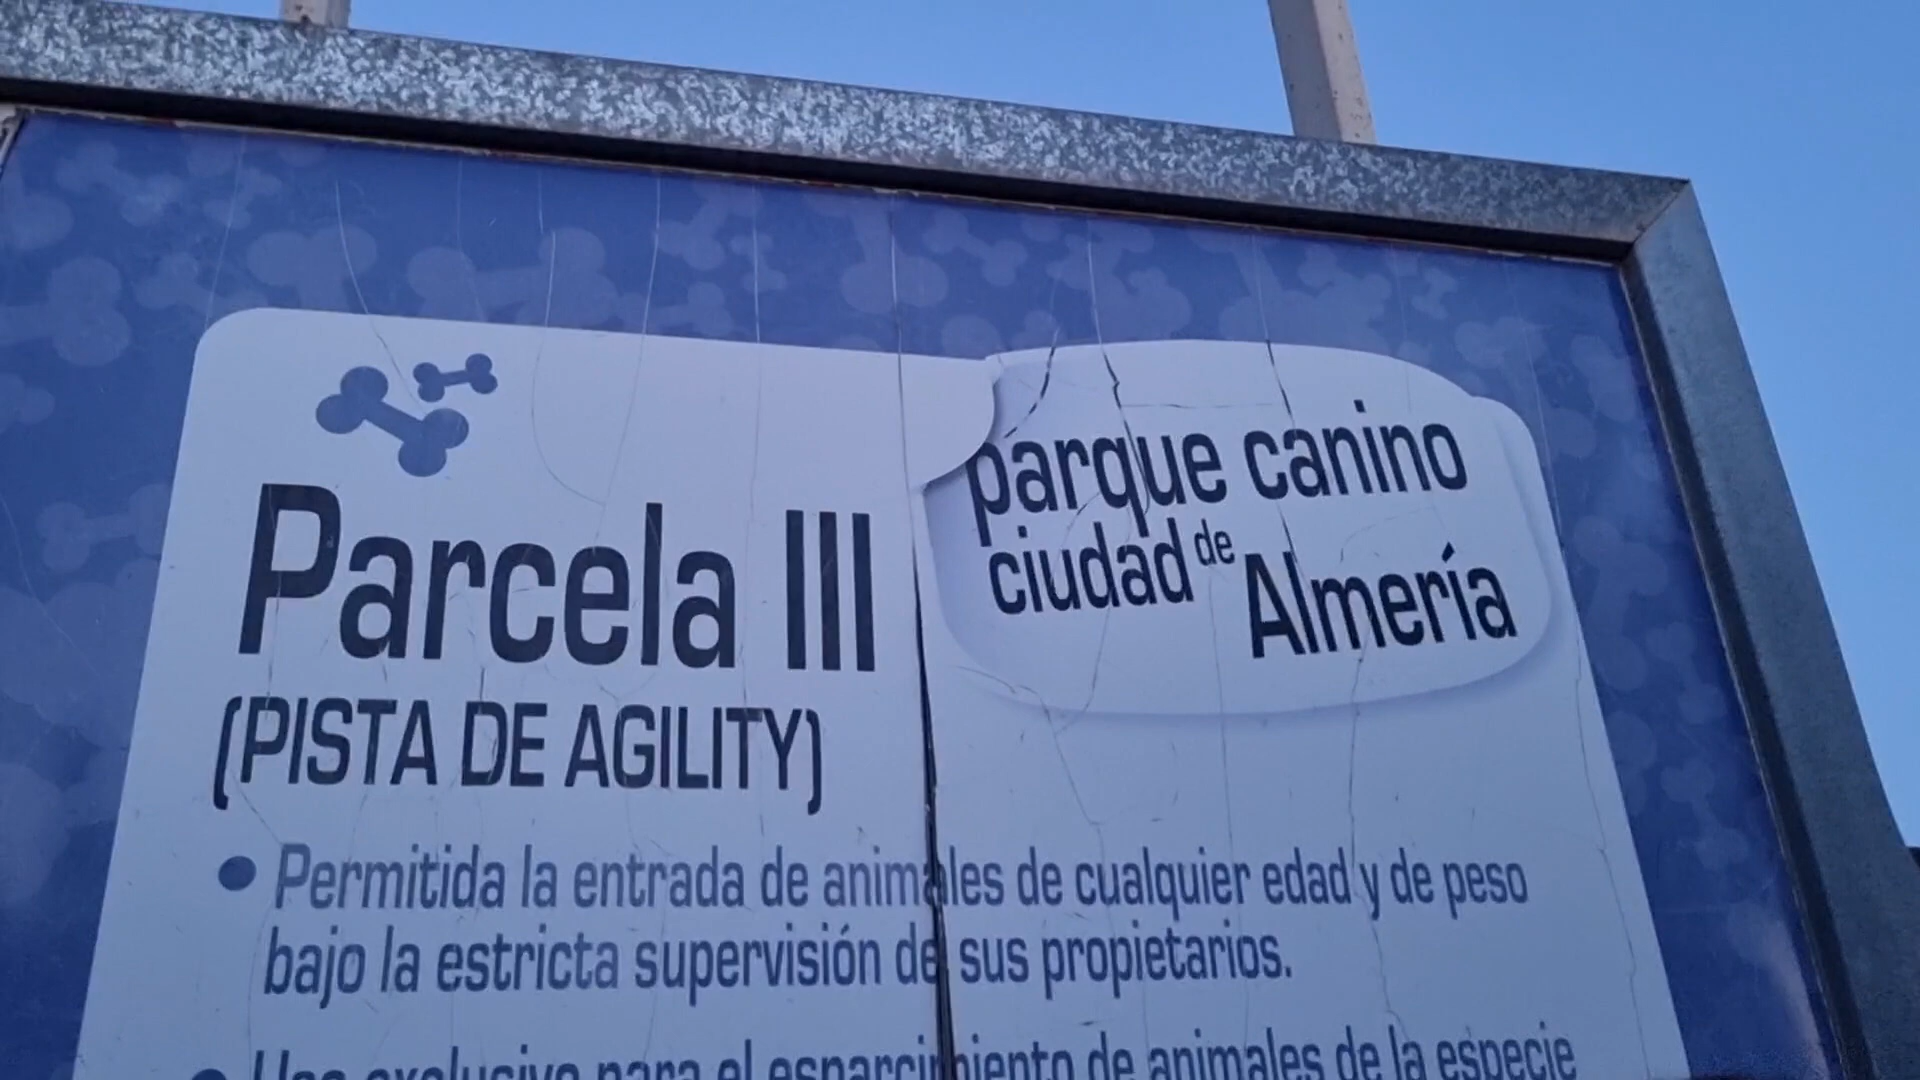 parque canino
ciudad de Almería
Parcela III
(PISTA DE AGILITY)
• Permitida la entrada de animales de cualquier edad y de peso
bajo la estricta supervisión de sus propietarios.
Uso exclusivo para el esparcimiento de animales de la especie